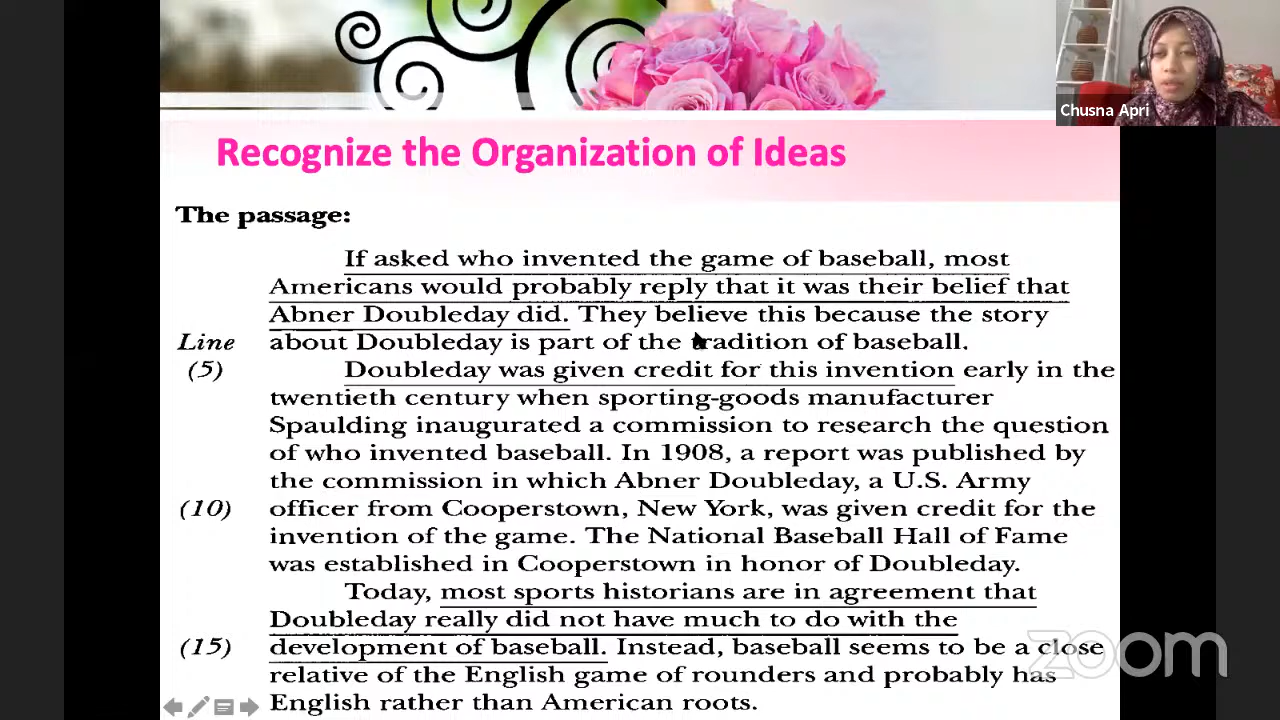 Chusna Apri
Recognize the Organization of Ideas
The passage:
If asked who invented the game of baseball, most
Americans would probably reply that it was their belief that
Abner Doubleday did. They believe this because the story
Line about Doubleday is part of the tradition of baseball.
(5) Doubleday was given credit for this invention early in the
twentieth century when sporting-goods manufacturer
Spaulding inaugurated a commission to research the question
of who invented baseball. In 1908, a report was published by
the commission in which Abner Doubleday, a U.S. Army
(10) officer from Cooperstown, New York, was given credit for the
invention of the game. The National Baseball Hall of Fame
was established in Cooperstown in honor of Doubleday.
Today, most sports historians are in agreement that
Doubleday really did not have much to do with the
(15) development of baseball. Instead, baseball seems to be a close
relative of the English game of rounders and probably has
English rather than American roots.
zoom